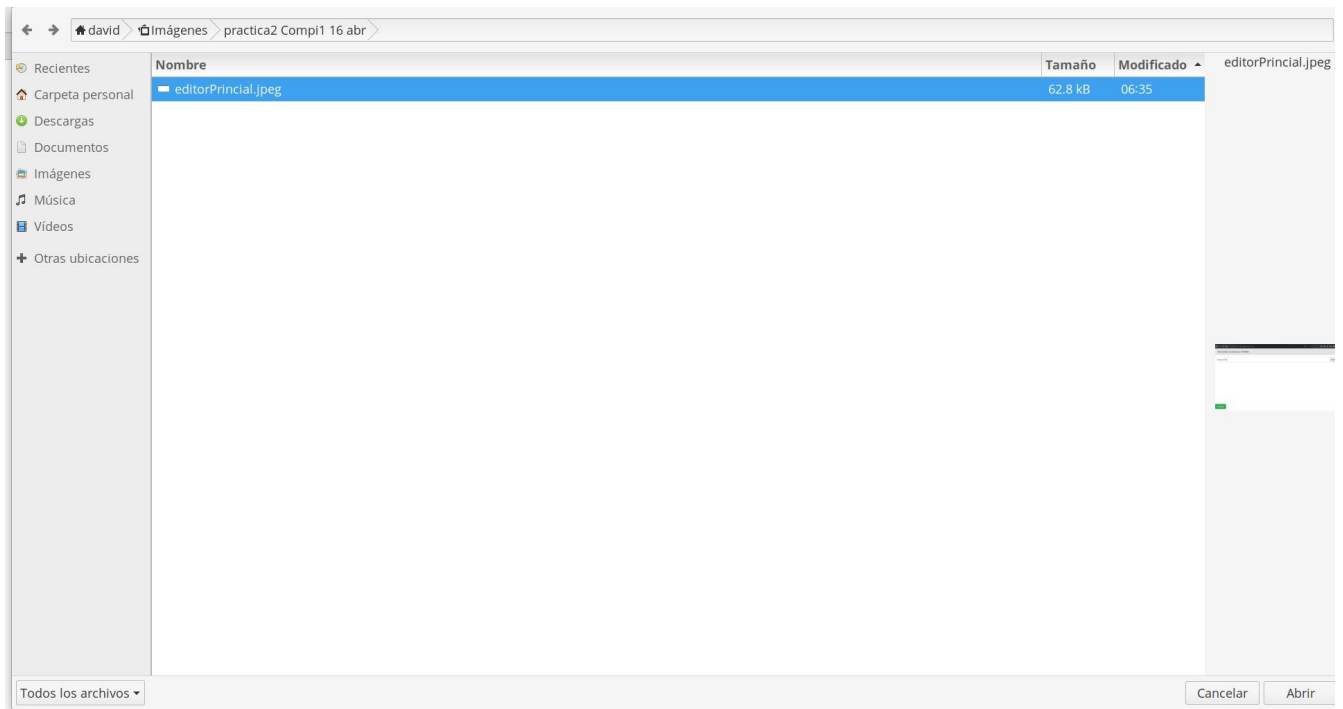 david Imágenes practica2 Compi1 16 abr
Recientes
Carpeta personal
Descargas
Documentos
Imágenes
Música
Vídeos
Otras ubicaciones
Nombre Tamaño Modificado
editorPrincial.jpeg 62.8 kB 06:35
editorPrincial.jpeg
Todos los archivos
Cancelar Abrir